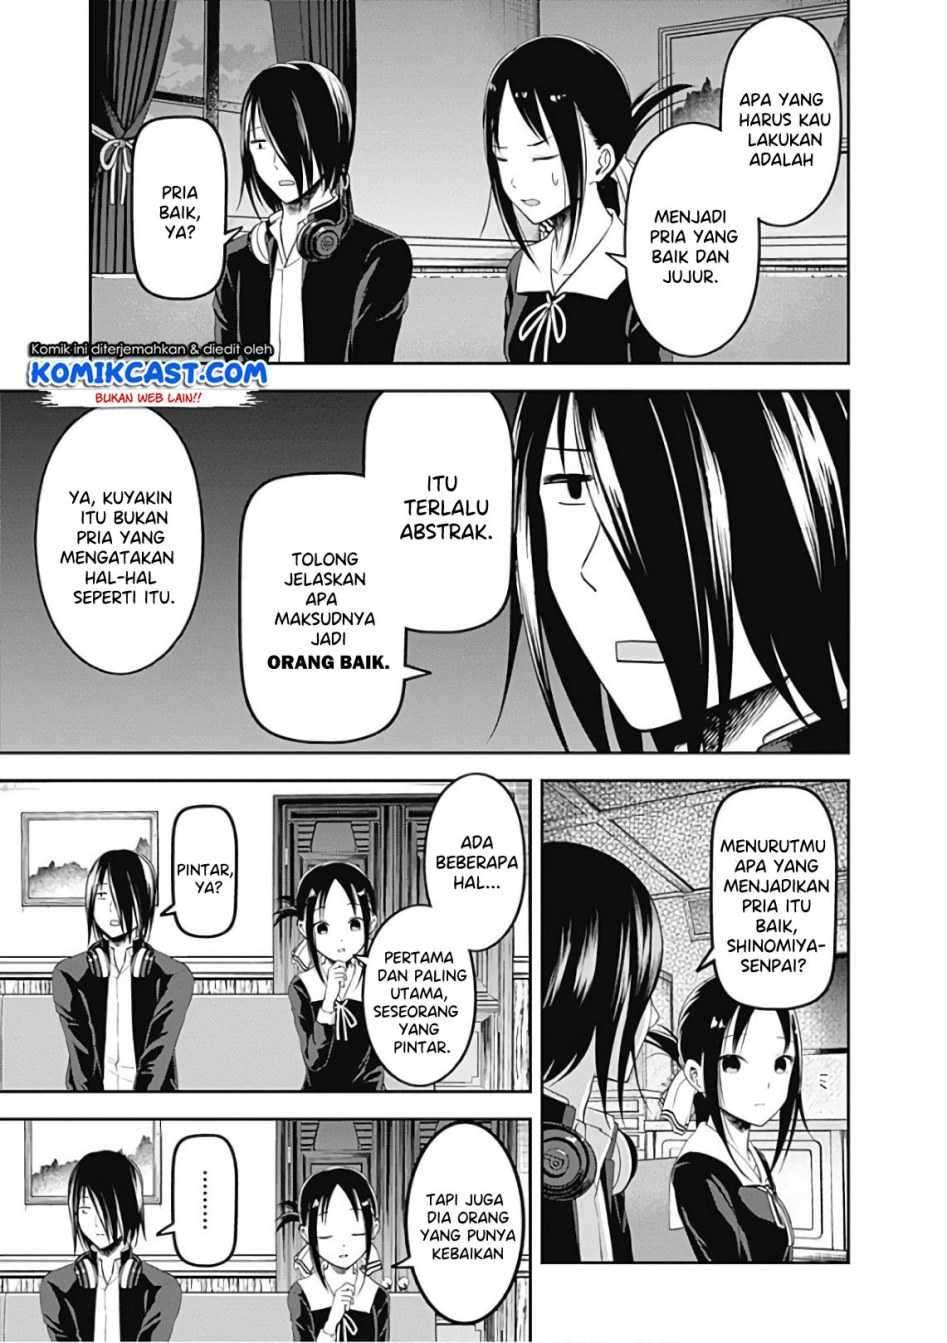 APA YANG
HARUS KAU
LAKUKAN
ADALAH
MENJADI
PRIA YANG
BAIK DAN
JUJUR.
PRIA
BAIK,
YA?
Komik ini diterjemahkan & diedit oleh
KOMIKCAST.COM
BUKAN WEB LAIN!!
ITU
TERLALU
ABSTRAK.
TOLONG
JELASKAN
APA
MAKSUDNYA
JADI
ORANG BAIK.
YA, KUYAKIN
ITU BUKAN
PRIA YANG
MENGATAKAN
HAL-HAL
SEPERTI ITU.
MENURUTMU
APA YANG
MENJADIKAN
PRIA ITU
BAIK,
SHINOMIYA-
SENPAI?
ADA
BEBERAPA
HAL...
PERTAMA
DAN PALING
UTAMA,
SESEORANG
YANG
PINTAR.
PINTAR,
YA?
TAPI JUGA
DIA ORANG
YANG PUNYA
KEBAIKAN
.........